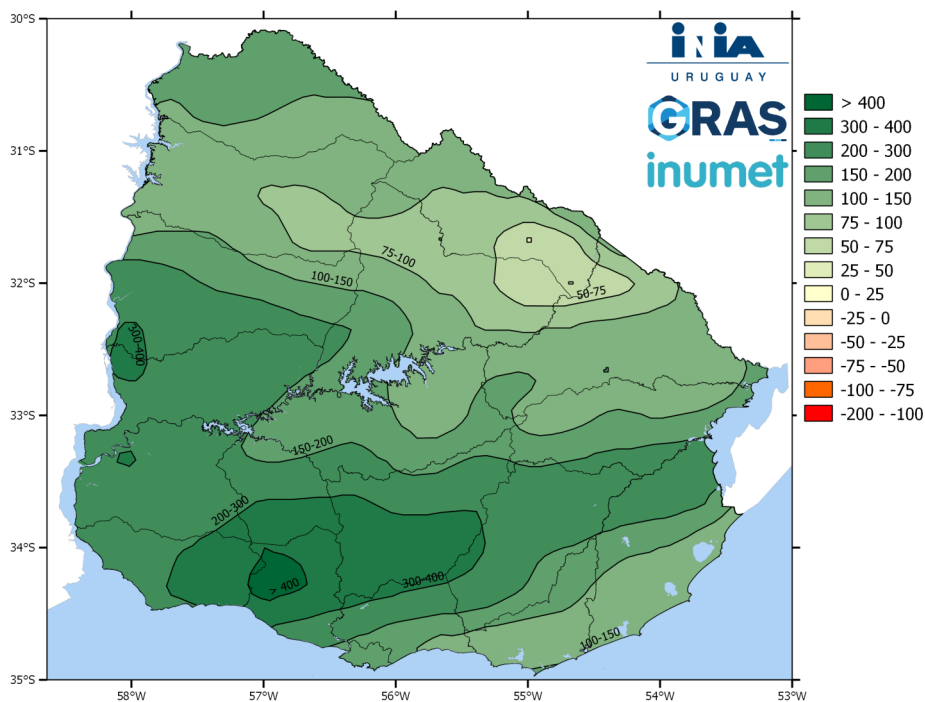 30°S
31°S
32°S
33°S
34°S
35°S
58°W
57°W
56°W
55°W
54°W
53°W
iNiA
URUGUAY
GRAS
inumet
> 400
300 - 400
200 - 300
150 - 200
100 - 150
75 - 100
50 - 75
25 - 50
0 - 25
-25 - 0
-50 - -25
-75 - -50
-100 - -75
-200 - -100
75-100
100-150
50-75
300-400
150-200
200-300
300-400
> 400
100-150